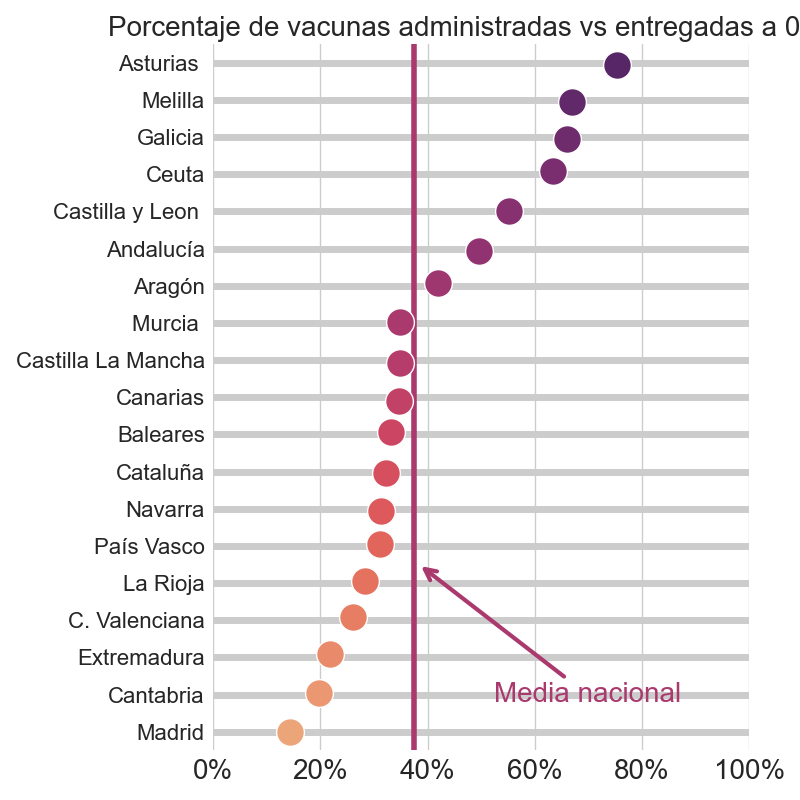 Porcentaje de vacunas administradas vs entregadas a 0
Asturias
Melilla
Galicia
Ceuta
Castilla y Leon
Andalucía
Aragón
Murcia
Castilla La Mancha
Canarias
Baleares
Cataluña
Navarra
País Vasco
La Rioja
C. Valenciana
Extremadura
Cantabria
Media nacional
Madrid
0% 20% 40% 60% 80% 100%